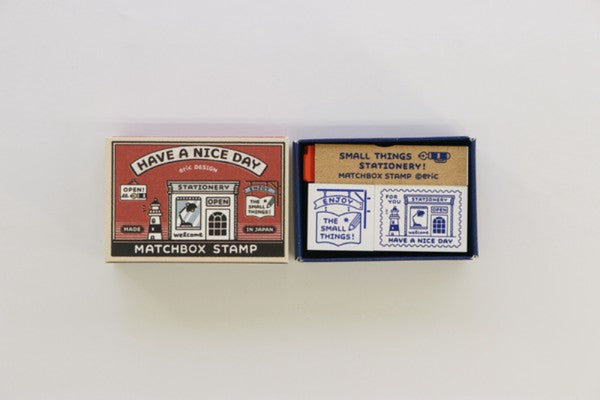 HAVE A NICE DAY
eric DESIGN
OPEN!
STATIONERY
OPEN
welcome
ENJOY
THE
SMALL
THINGS!
MADE
IN JAPAN
MATCHBOX STAMP
SMALL THINGS
STATIONERY!
MATCHBOX STAMP ©eric
ENJOY
THE
SMALL
THINGS!
FOR
YOU
STATIONERY
OPEN
welcome
HAVE A NICE DAY